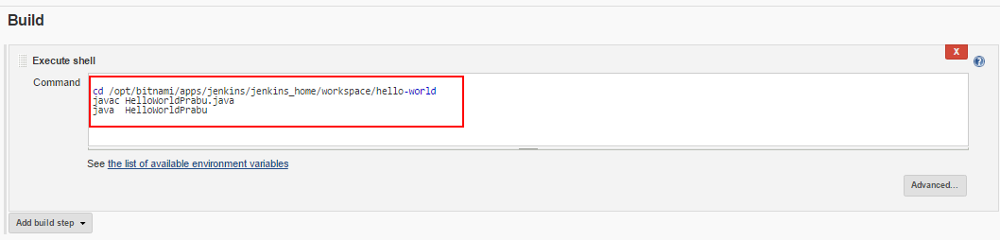 Build
Execute shell
X
Command
cd /opt/bitnami/apps/jenkins/jenkins_home/workspace/hello-world
javac HelloWorldPrabu.java
java  HelloWorldPrabu
See the list of available environment variables
Advanced...
Add build step